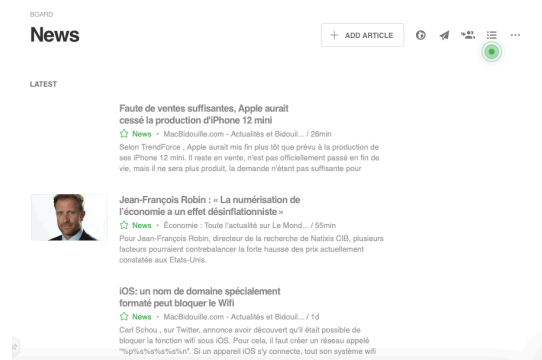 BOARD
News
+ ADD ARTICLE
LATEST
Faute de ventes suffisantes, Apple aurait
cessé la production d'iPhone 12 mini
News • MacBidouille.com - Actualités et Bidouil... / 26min
Selon TrendForce , Apple aurait mis fin plus tôt que prévu à la production de
ses iPhone 12 mini. Il reste en vente, n'est pas officiellement passé en fin de
vie, mais il ne sera plus produit, la demande n'étant pas suffisante pour
Jean-François Robin : « La numérisation de
l'économie a un effet désinflationniste »
News • Économie : Toute l'actualité sur Le Mond... / 55min
Pour Jean-François Robin, directeur de la recherche de Natixis CIB, plusieurs
facteurs pourraient contrebalancer la forte hausse des prix actuellement
constatée aux Etats-Unis.
iOS: un nom de domaine spécialement
formaté peut bloquer le Wifi
News • MacBidouille.com - Actualités et Bidouil... / 1d
Carl Schou , sur Twitter, annonce avoir découvert qu'il était possible de
bloquer la fonction wifi sous iOS. Pour cela, il faut créer un réseau appelé
"%p%s%s%s%s%n". Si un appareil iOS s'y connecte, tout son système wifi